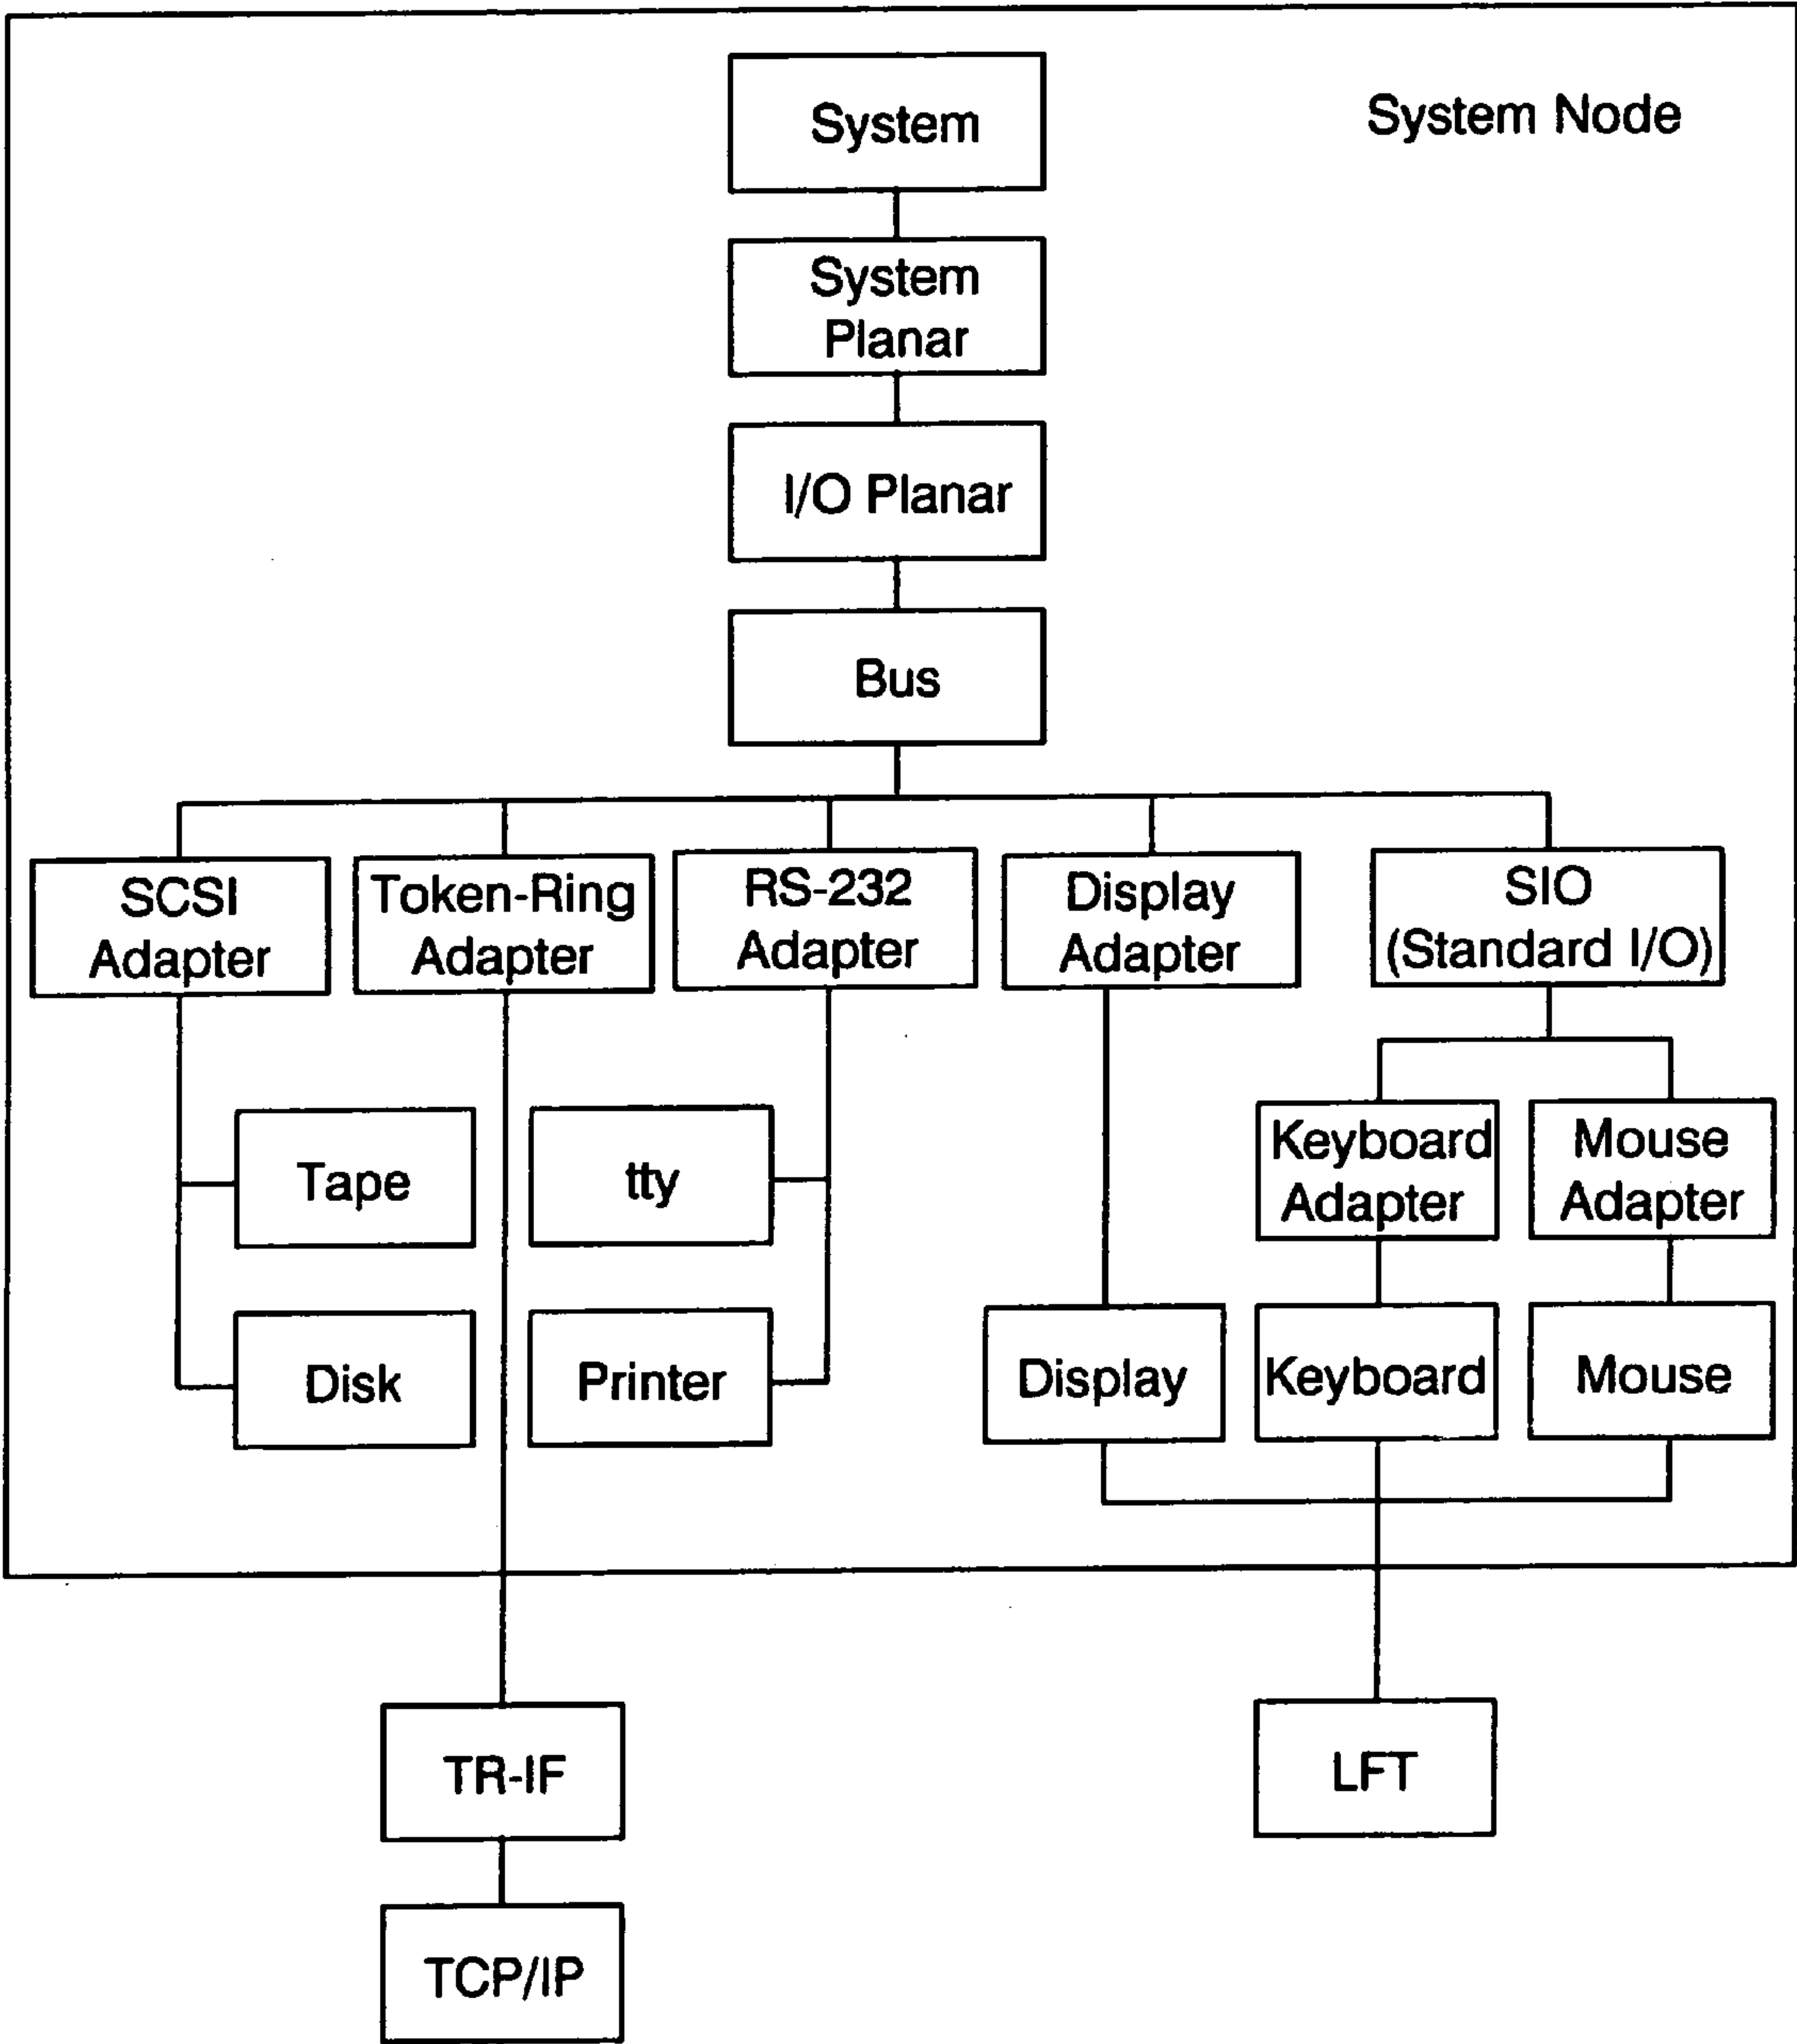 System
System Node
System
Planar
I/O Planar
Bus
SCSI
Adapter
Token-Ring
Adapter
RS-232
Adapter
Display
Adapter
SIO
(Standard I/O)
Keyboard
Adapter
Mouse
Adapter
Tape
tty
Disk
Printer
Display
Keyboard
Mouse
TR-IF
LFT
TCP/IP